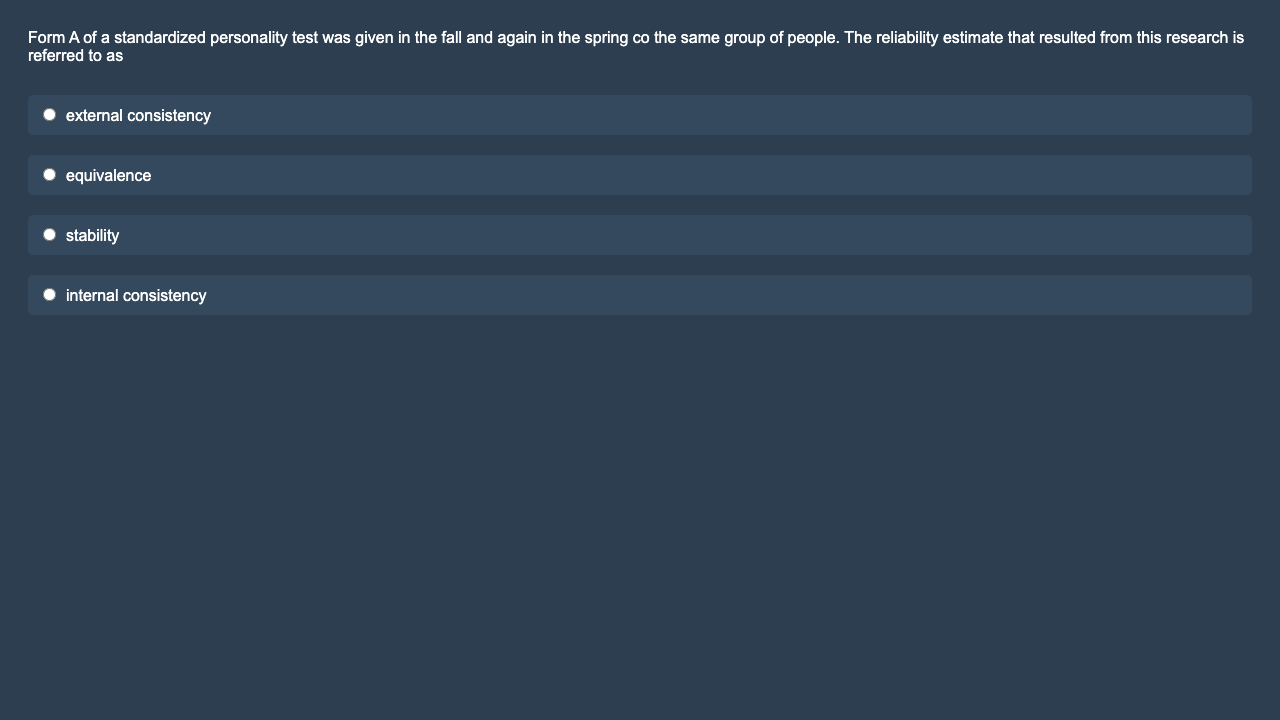 Form A of a standardized personality test was given in the fall and again in the spring co the same group of people. The reliability estimate that resulted from this research is
referred to as
external consistency
equivalence
stability
internal consistency